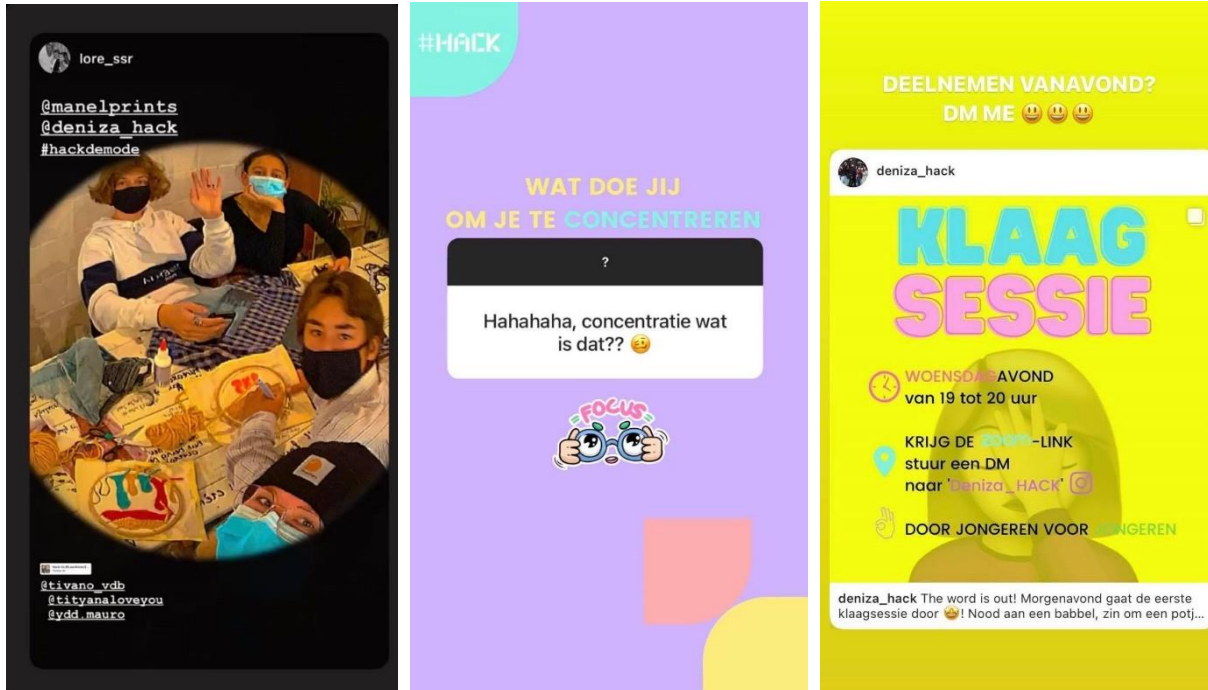 lore_ssr
@manelprints
@deniza_hack
#hackdemode
@tivano_vdb
@tityanaloveyou
@ydd.mauro
#HACK
WAT DOE JIJ
OM JE TE CONCENTREREN
?
Hahahaha, concentratie wat
is dat?? 🥴
FOCUS
DEELNEMEN VANAVOND?
DM ME 😃😃😃
deniza_hack
KLAAG
SESSIE
WOENSDAGAVOND
van 19 tot 20 uur
KRIJG DE zoom-LINK
stuur een DM
naar 'Deniza_HACK'
DOOR JONGEREN VOOR JONGEREN
deniza_hack The word is out! Morgenavond gaat de eerste
klaagsessie door 🤩! Nood aan een babbel, zin om een potj...